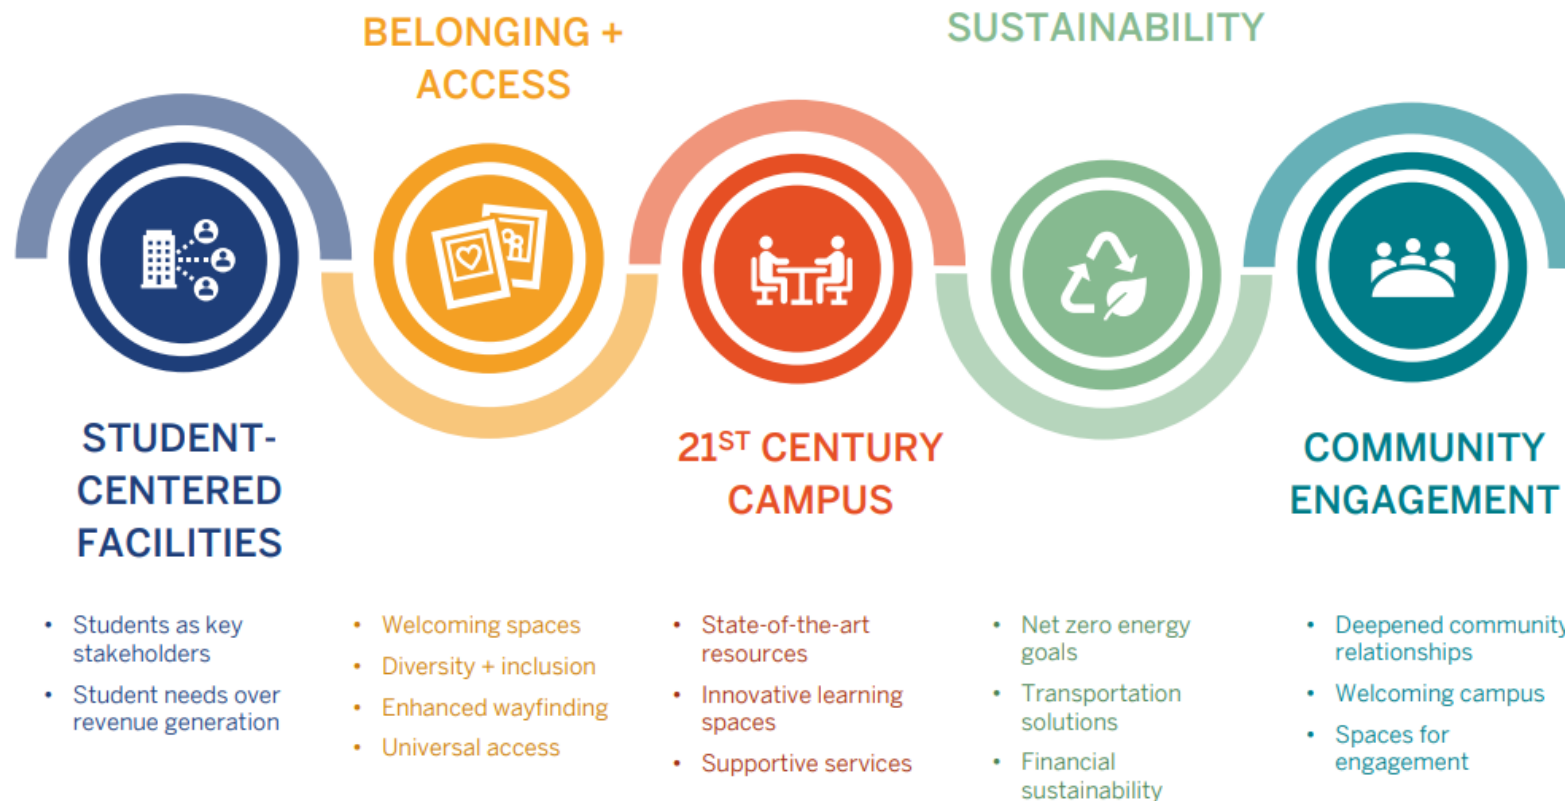 BELONGING +
ACCESS
SUSTAINABILITY
STUDENT-
CENTERED
FACILITIES
21ST CENTURY
CAMPUS
COMMUNITY
ENGAGEMENT
• Students as key
stakeholders
• Student needs over
revenue generation
• Welcoming spaces
• Diversity + inclusion
• Enhanced wayfinding
• Universal access
• State-of-the-art
resources
• Innovative learning
spaces
• Supportive services
• Net zero energy
goals
• Transportation
solutions
• Financial
sustainability
• Deepened community
relationships
• Welcoming campus
• Spaces for
engagement